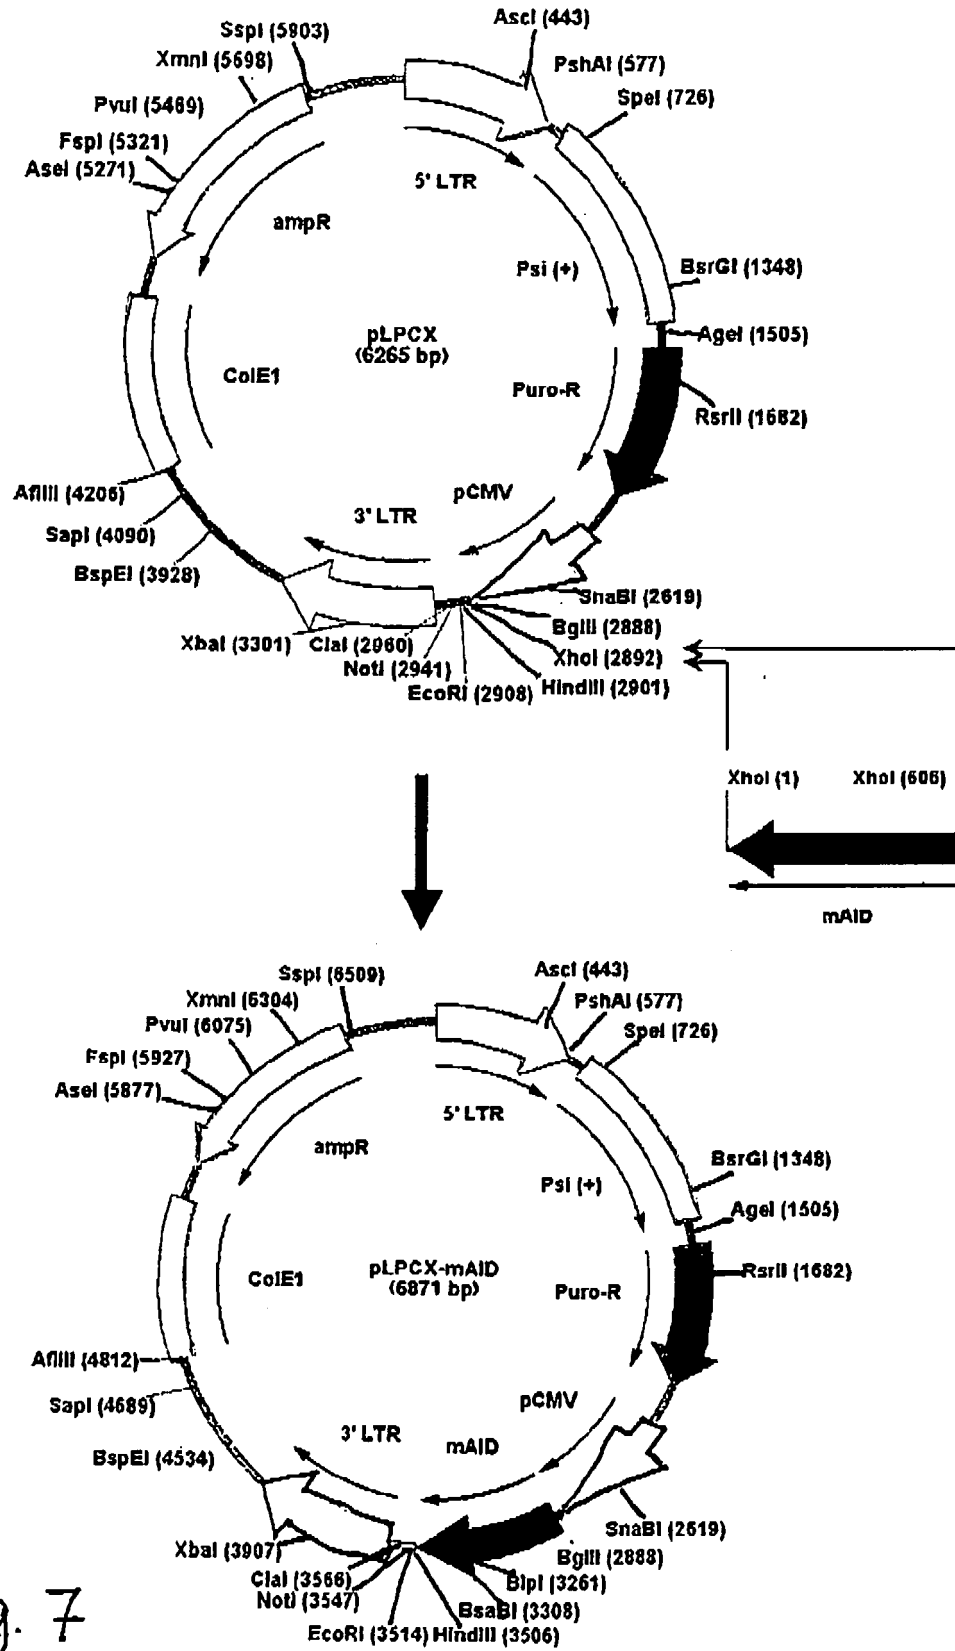 SspI (5903)
AscI (443)
XmnI (5698)
PshAI (577)
PvuI (5469)
SpeI (726)
FspI (5321)
AseI (5271)
5' LTR
ampR
Psi (+)
BsrGI (1348)
pLPCX
(6265 bp)
AgeI (1505)
ColE1
Puro-R
RsrII (1682)
AflIII (4206)
pCMV
3' LTR
SapI (4090)
BspEI (3928)
SnaBI (2619)
BglII (2888)
XbaI (3301)
ClaI (2960)
XhoI (2892)
NotI (2941)
HindIII (2901)
EcoRI (2908)
XhoI (1)
XhoI (606)
mAID
SspI (6509)
AscI (443)
XmnI (6304)
PshAI (577)
PvuI (6075)
SpeI (726)
FspI (5927)
AseI (5877)
5' LTR
ampR
BsrGI (1348)
Psi (+)
AgeI (1505)
pLPCX-mAID
(6871 bp)
ColE1
RsrII (1682)
Puro-R
AflIII (4812)
SapI (4689)
pCMV
3' LTR
mAID
BspEI (4534)
SnaBI (2619)
XbaI (3907)
BglII (2888)
ClaI (3566)
BlpI (3261)
NotI (3547)
BsaBI (3308)
EcoRI (3514)
HindIII (3506)
g. 7